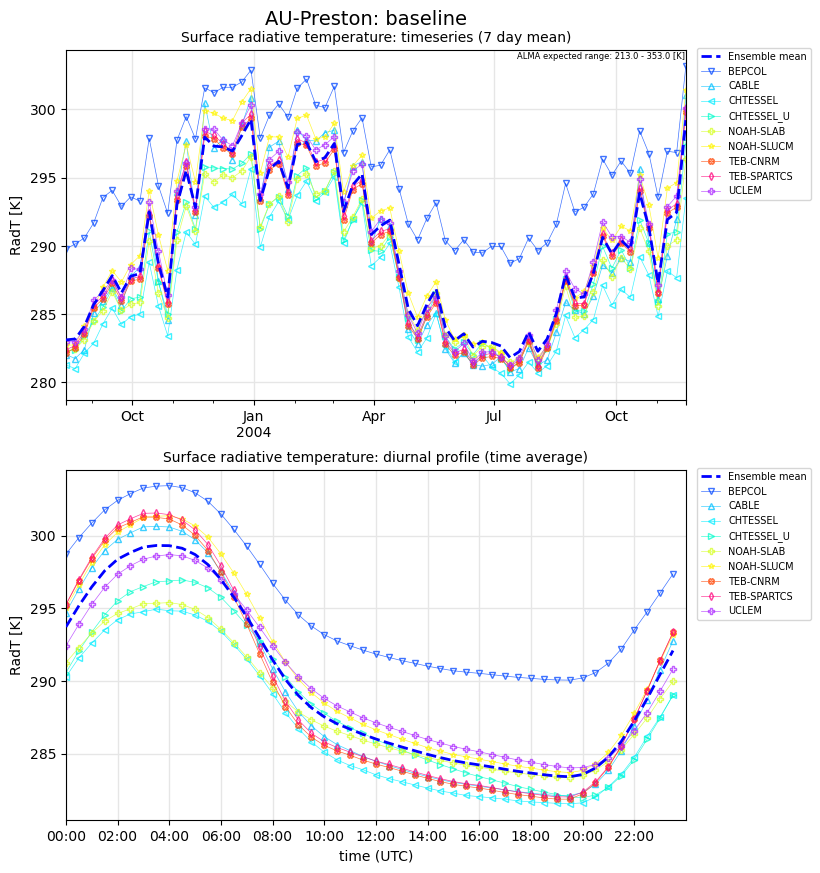 AU-Preston: baseline
Surface radiative temperature: timeseries (7 day mean)
ALMA expected range: 213.0 - 353.0 [K]
RadT [K]
300
295
290
285
280
Oct
Jan
2004
Apr
Jul
Oct
Ensemble mean
BEPCOL
CABLE
CHTESSEL
CHTESSEL_U
NOAH-SLAB
NOAH-SLUCM
TEB-CNRM
TEB-SPARTCS
UCLEM
Surface radiative temperature: diurnal profile (time average)
RadT [K]
300
295
290
285
00:00
02:00
04:00
06:00
08:00
10:00
12:00
14:00
16:00
18:00
20:00
22:00
time (UTC)
Ensemble mean
BEPCOL
CABLE
CHTESSEL
CHTESSEL_U
NOAH-SLAB
NOAH-SLUCM
TEB-CNRM
TEB-SPARTCS
UCLEM